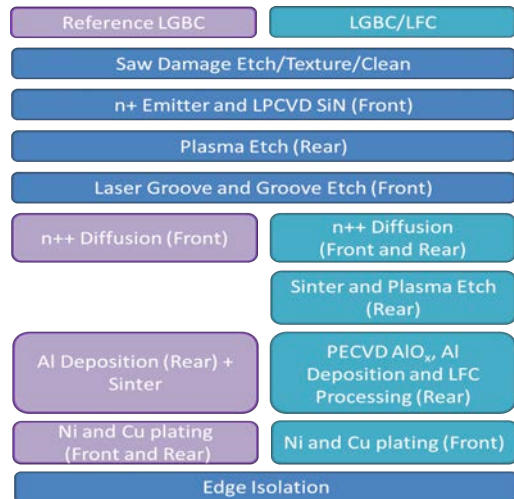 Reference LGBC
LGBC/LFC
Saw Damage Etch/Texture/Clean
n+ Emitter and LPCVD SiN (Front)
Plasma Etch (Rear)
Laser Groove and Groove Etch (Front)
n++ Diffusion (Front)
n++ Diffusion
(Front and Rear)
Sinter and Plasma Etch
(Rear)
Al Deposition (Rear) +
Sinter
PECVD AlOx, Al
Deposition and LFC
Processing (Rear)
Ni and Cu plating
(Front and Rear)
Ni and Cu plating (Front)
Edge Isolation